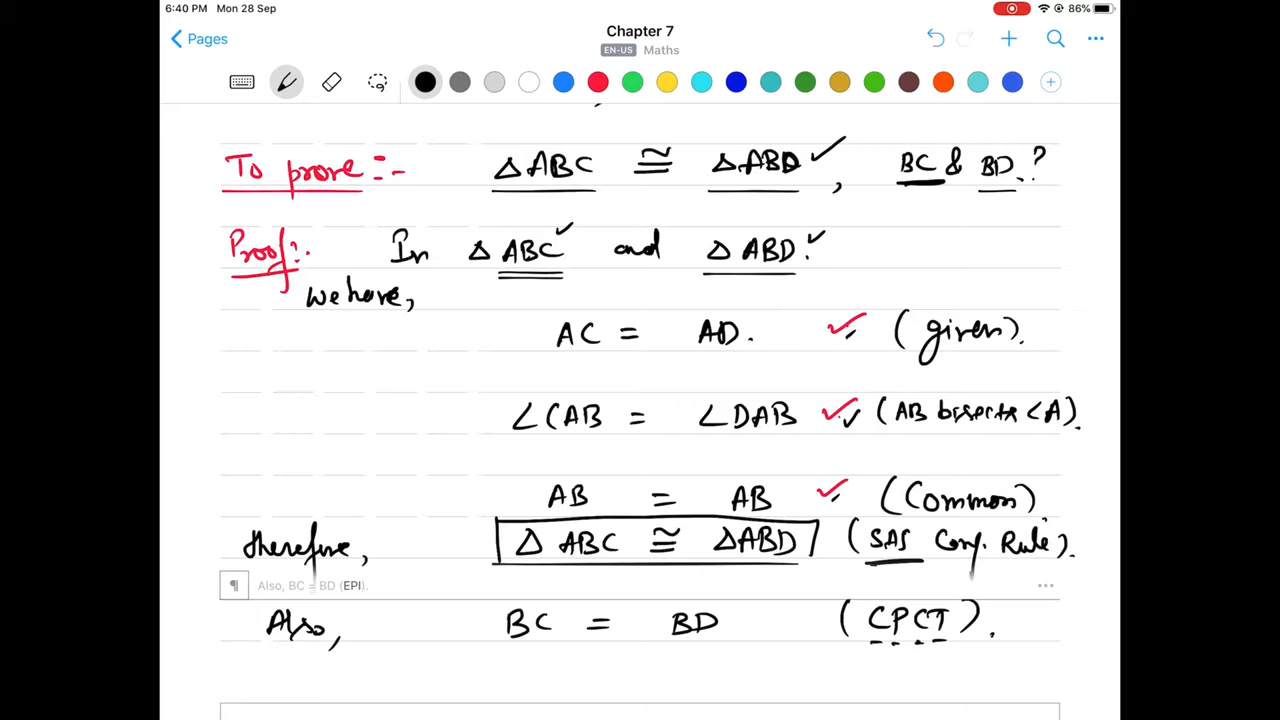 6:40 PM Mon 28 Sep 86%
Pages
Chapter 7
EN-US Maths
To prove:- △ABC ≅ △ABD ✓, BC & BD.?
Proof:. In △ ABC ✓ and △ ABD. ✓
we have,
AC = AD. ✓ (given).
∠CAB = ∠DAB ✓✓ (AB bisects <A).
AB = AB ✓ (Common)
therefore, △ ABC ≅ △ABD (SAS Conf. Rule).
¶ Also, BC = BD (EPI). ...
Also, BC = BD (CPCT).